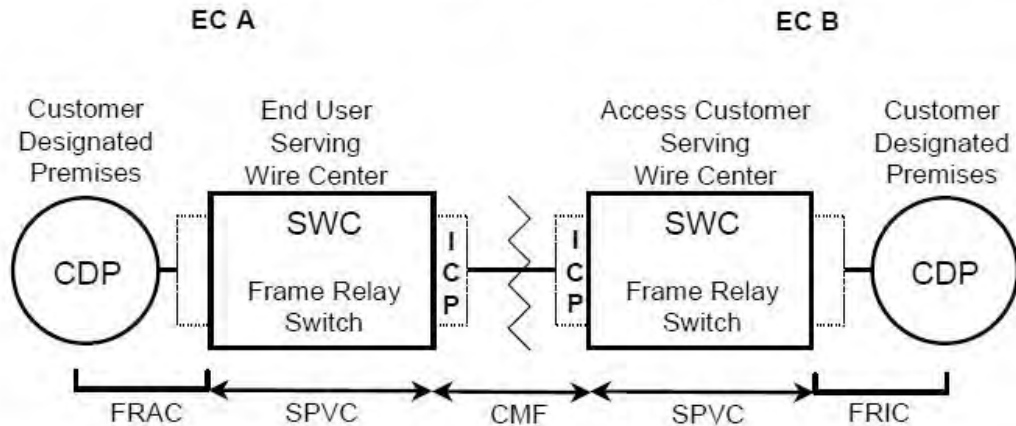 EC A
EC B
Customer
Designated
Premises
End User
Serving
Wire Center
Access Customer
Serving
Wire Center
Customer
Designated
Premises
CDP
SWC
Frame Relay
Switch
I
C
P
I
C
P
SWC
Frame Relay
Switch
CDP
FRAC
SPVC
CMF
SPVC
FRIC